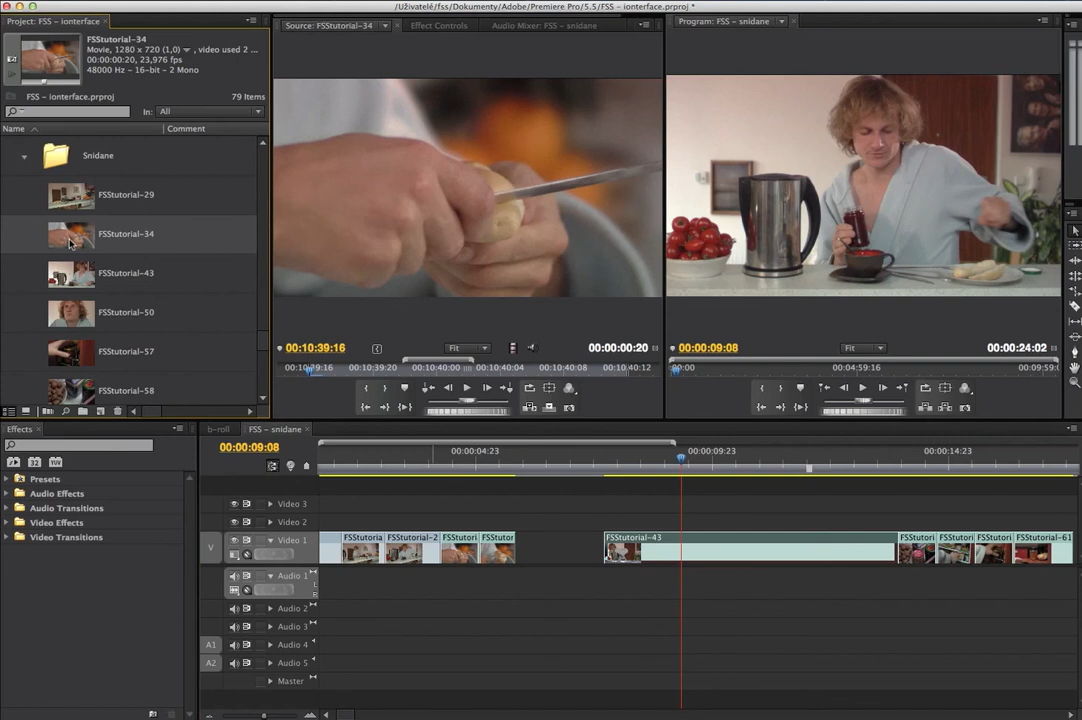 /Uživatelé/fss/Dokumenty/Adobe/Premiere Pro/5.5/FSS - ionterface.prproj *
Project: FSS - ionterface ×
Source: FSStutorial-34
Effect Controls
Audio Mixer: FSS - snidane
Program: FSS - snidane
FSStutorial-34
Movie, 1280 x 720 (1,0) , video used 2 ...
00:00:00:20, 23,976 fps
48000 Hz - 16-bit - 2 Mono
FSS - ionterface.prproj
79 Items
In: All
Name
Comment
Snidane
FSStutorial-29
FSStutorial-34
FSStutorial-43
FSStutorial-50
FSStutorial-57
FSStutorial-58
00:10:39:16
Fit
00:00:00:20
00:00:09:08
Fit
00:00:24:02
00:10:39:16
00:10:39:20
00:10:40:00
00:10:40:04
00:10:40:08
00:10:40:12
00:00
04:59:16
09:59:
Effects ×
b-roll
FSS - snidane ×
00:00:09:08
00:00:04:23
00:00:09:23
00:00:14:23
32
YUV
Presets
Audio Effects
Audio Transitions
Video Effects
Video Transitions
Video 3
Video 2
V
Video 1
FSStutoria
FSStutorial-2
FSStutori
FSStutor
FSStutorial-43
FSStutori
FSStutori
FSStutori
FSStutorial-61
Audio 1
L
R
Audio 2
Audio 3
A1
Audio 4
A2
Audio 5
Master